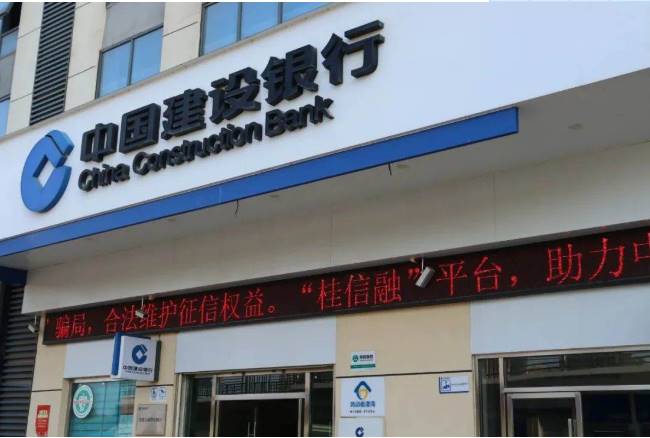 中国建设银行
China Construction Bank
骗局，合法维护征信权益。“桂信融”平台，助力中
中国建设银行